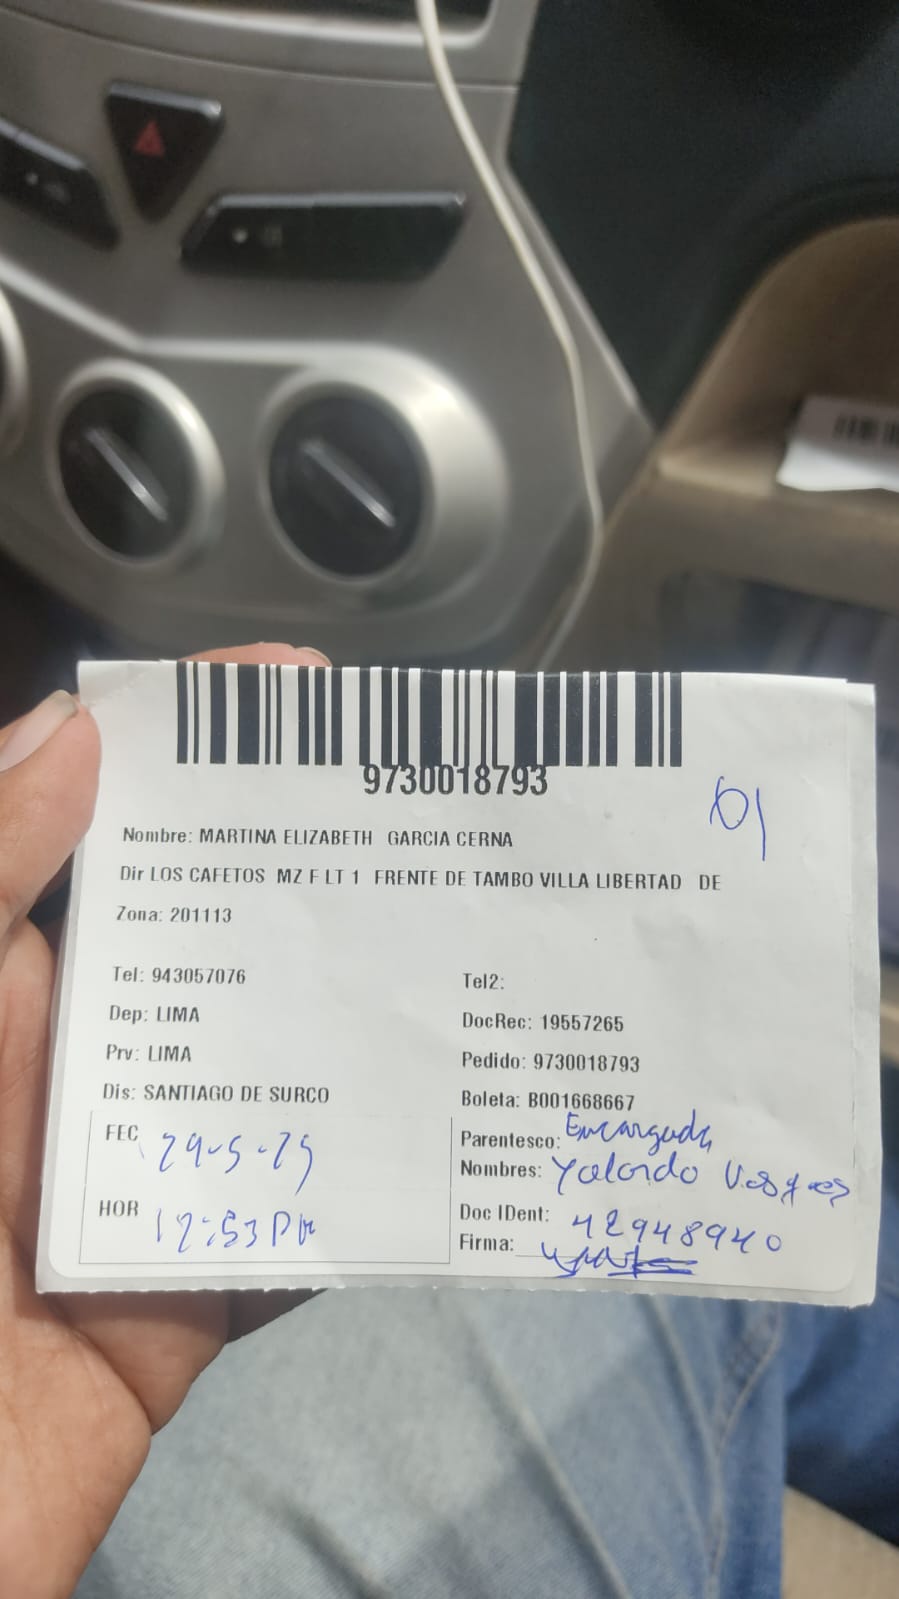 9730018793
01
Nombre: MARTINA ELIZABETH GARCIA CERNA
Dir LOS CAFETOS MZ F LT 1 FRENTE DE TAMBO VILLA LIBERTAD DE
Zona: 201113
Tel: 943057076
Tel2:
Dep: LIMA
DocRec: 19557265
Prv: LIMA
Pedido: 9730018793
Dis: SANTIAGO DE SURCO
Boleta: B001668667
FEC 29-5-25
Parentesco: Encargada
Nombres: Yolando
HOR 12:53 PM
Doc IDent: 42948940
Firma: